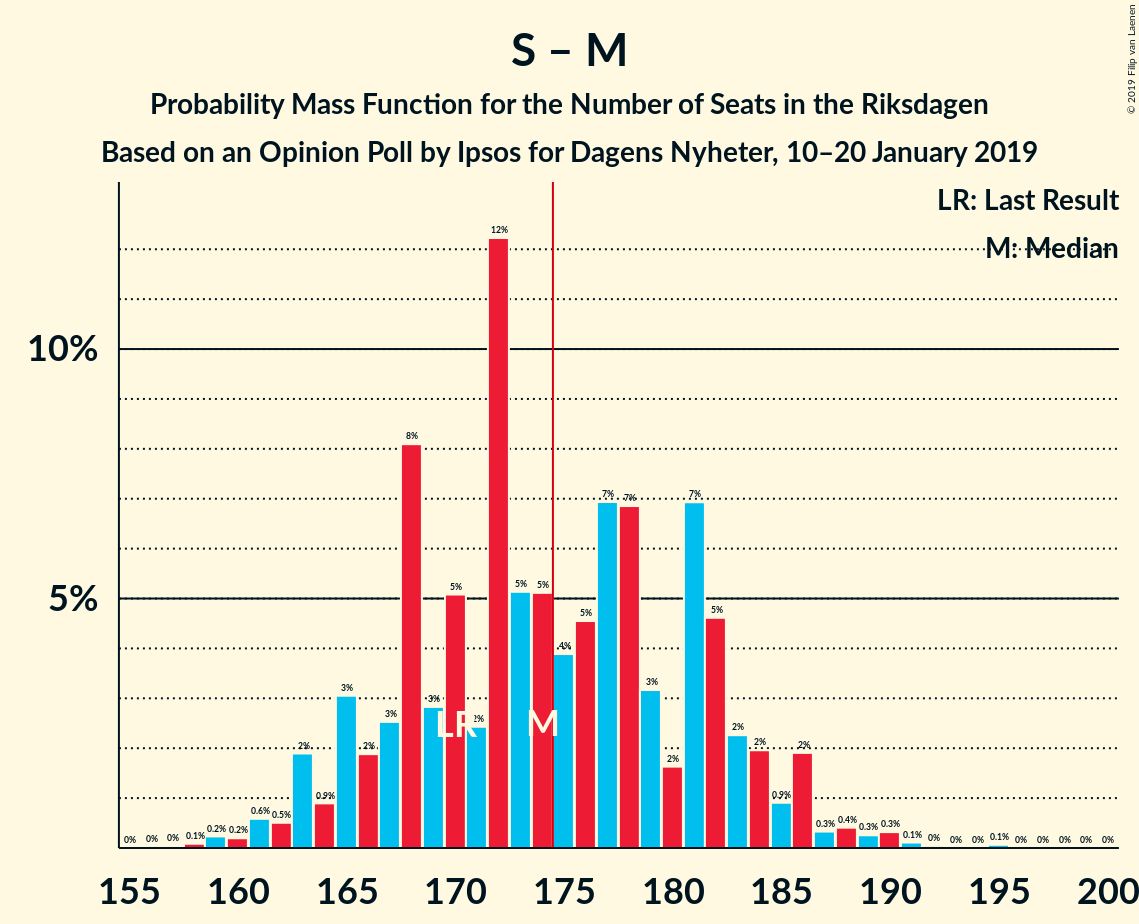 S – M
Probability Mass Function for the Number of Seats in the Riksdagen
Based on an Opinion Poll by Ipsos for Dagens Nyheter, 10–20 January 2019
© 2019 Filip van Laenen
LR: Last Result
M: Median
10%
5%
0% 0% 0% 0.1% 0.2% 0.2% 0.6% 0.5% 2% 0.9% 3% 2% 3% 8% 3% 5% 2% 12% 5% 5% 4% 5% 7% 7% 3% 2% 7% 5% 2% 2% 0.9% 2% 0.3% 0.4% 0.3% 0.3% 0.1% 0% 0% 0% 0.1% 0% 0% 0% 0% 0%
LR M
155 160 165 170 175 180 185 190 195 200